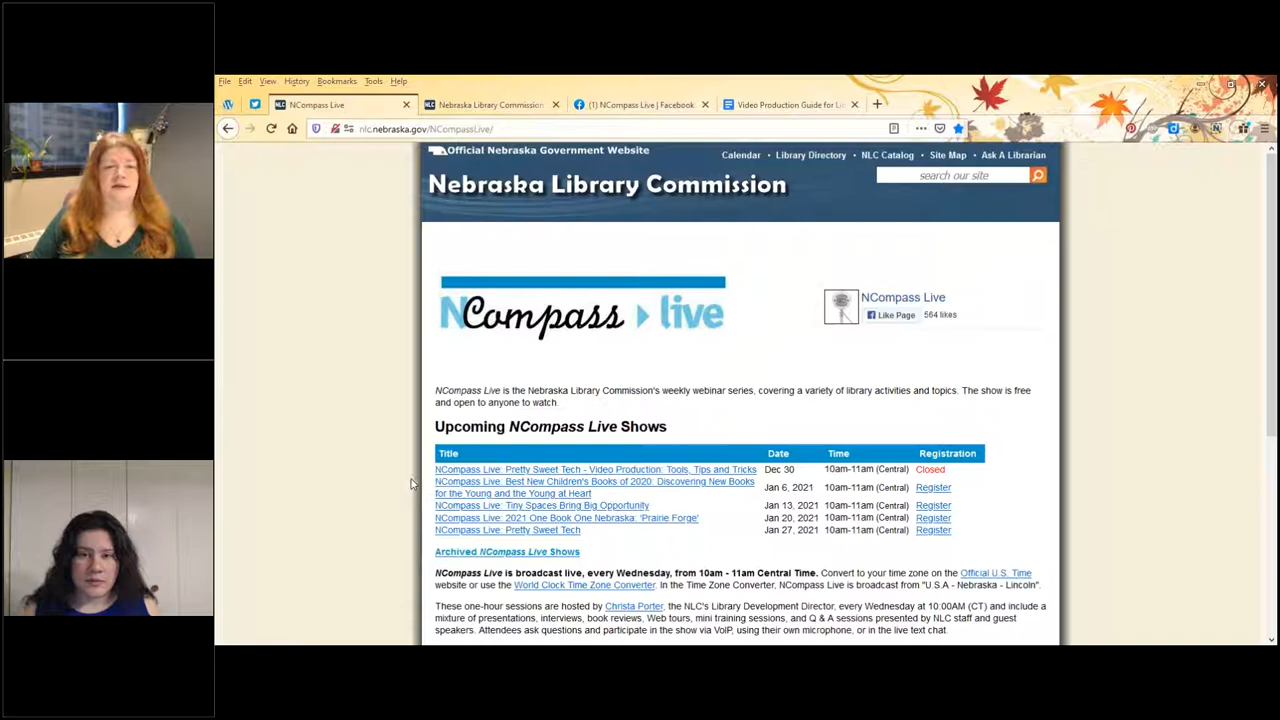 File Edit View History Bookmarks Tools Help
NCompass Live Nebraska Library Commission (1) NCompass Live | Facebook Video Production Guide for Li
nlc.nebraska.gov/NCompassLive/
Official Nebraska Government Website
Calendar • Library Directory • NLC Catalog • Site Map • Ask A Librarian
Nebraska Library Commission
search our site
NCompass live
NCompass Live
Like Page 564 likes
NCompass Live is the Nebraska Library Commission's weekly webinar series, covering a variety of library activities and topics. The show is free
and open to anyone to watch.
Upcoming NCompass Live Shows
Title Date Time Registration
NCompass Live: Pretty Sweet Tech - Video Production: Tools, Tips and Tricks Dec 30 10am-11am (Central) Closed
NCompass Live: Best New Children's Books of 2020: Discovering New Books
for the Young and the Young at Heart Jan 6, 2021 10am-11am (Central) Register
NCompass Live: Tiny Spaces Bring Big Opportunity Jan 13, 2021 10am-11am (Central) Register
NCompass Live: 2021 One Book One Nebraska: 'Prairie Forge' Jan 20, 2021 10am-11am (Central) Register
NCompass Live: Pretty Sweet Tech Jan 27, 2021 10am-11am (Central) Register
Archived NCompass Live Shows
NCompass Live is broadcast live, every Wednesday, from 10am - 11am Central Time. Convert to your time zone on the Official U.S. Time
website or use the World Clock Time Zone Converter. In the Time Zone Converter, NCompass Live is broadcast from "U.S.A - Nebraska - Lincoln".
These one-hour sessions are hosted by Christa Porter, the NLC's Library Development Director, every Wednesday at 10:00AM (CT) and include a
mixture of presentations, interviews, book reviews, Web tours, mini training sessions, and Q & A sessions presented by NLC staff and guest
speakers. Attendees ask questions and participate in the show via VoIP, using their own microphone, or in the live text chat.